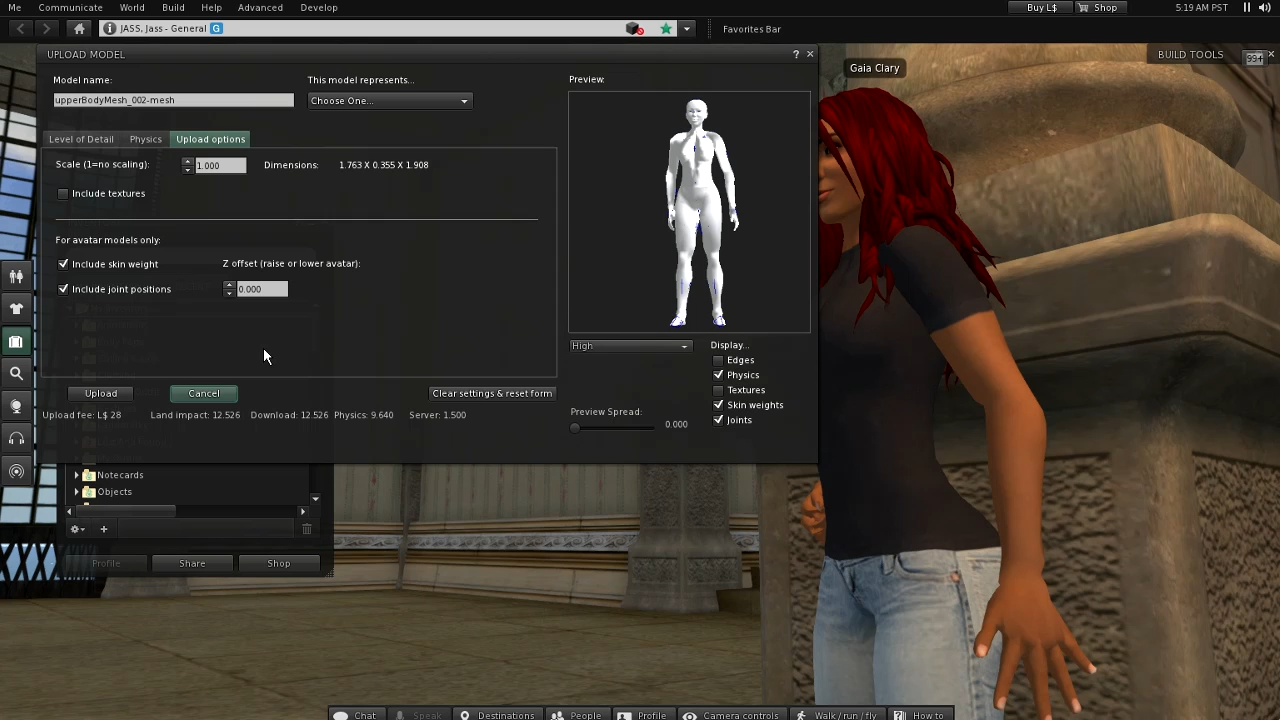 Me Communicate World Build Help Avatar Advanced Develop Buy L$ Shop 5:19 AM PST
JASS, Jass - General G Favorites Bar
UPLOAD MODEL ? × BUILD TOOLS 994 ×
Gaia Clary
Model name: This model represents... Preview:
upperBodyMesh_002-mesh Choose One...
Level of Detail Physics Upload options
Scale (1=no scaling): 1.000 Dimensions: 1.763 X 0.355 X 1.908
Include textures
For avatar models only:
Include skin weight Z offset (raise or lower avatar):
Include joint positions 0.000
High Display...
Edges
Physics
Textures
Skin weights
Joints
Preview Spread: 0.000
Upload Cancel Clear settings & reset form
Upload fee: L$ 28 Land impact: 12.526 Download: 12.526 Physics: 9.640 Server: 1.500
Notecards
Objects
Profile Share Shop
Chat Speak Destinations People Profile Camera controls Walk / run / fly How to